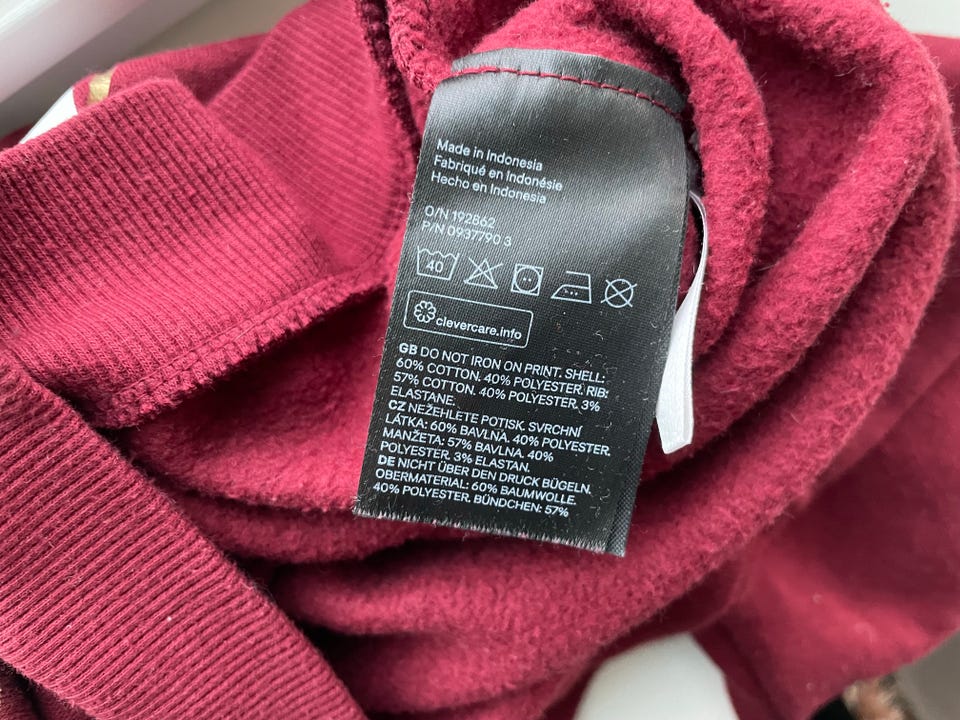 Made in Indonesia
Fabriqué en Indonésie
Hecho en Indonesia
O/N 192862
P/N 0937790 3
40
clevercare.info
GB DO NOT IRON ON PRINT. SHELL:
60% COTTON. 40% POLYESTER. RIB:
57% COTTON. 40% POLYESTER. 3%
ELASTANE.
CZ NEŽEHLETE POTISK. SVRCHNÍ
LÁTKA: 60% BAVLNA. 40% POLYESTER.
MANŽETA: 57% BAVLNA. 40%
POLYESTER. 3% ELASTAN.
DE NICHT ÜBER DEN DRUCK BÜGELN.
OBERMATERIAL: 60% BAUMWOLLE.
40% POLYESTER. BÜNDCHEN: 57%